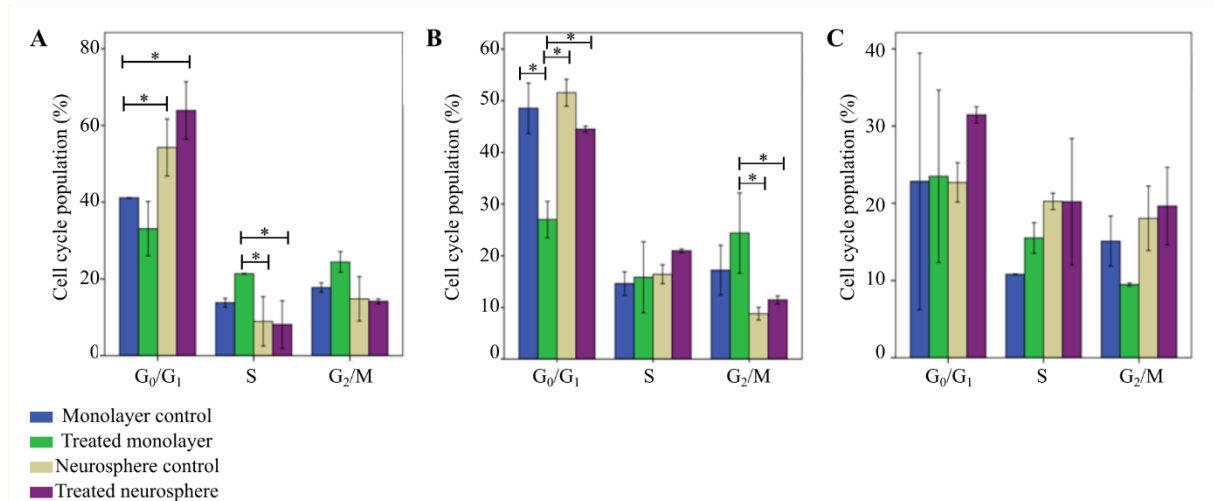 A
B
C
Cell cycle population (%)
80
60
40
20
0
* *
* *
G₀/G₁ S G₂/M
Cell cycle population (%)
60
50
40
30
20
10
0
*
* * *
*
*
G₀/G₁ S G₂/M
Cell cycle population (%)
40
30
20
10
0
G₀/G₁ S G₂/M
Monolayer control
Treated monolayer
Neurosphere control
Treated neurosphere